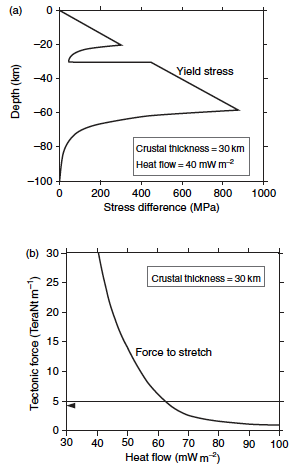 (a)
0
−20
−40
−60
−80
−100
Depth (km)
Yield stress
Crustal thickness = 30 km
Heat flow = 40 mW m⁻²
0 200 400 600 800 1000
Stress difference (MPa)
(b)
30
25
20
15
10
5
0
Tectonic force (TeraNt m⁻¹)
Crustal thickness = 30 km
Force to stretch
30 40 50 60 70 80 90 100
Heat flow (mW m⁻²)